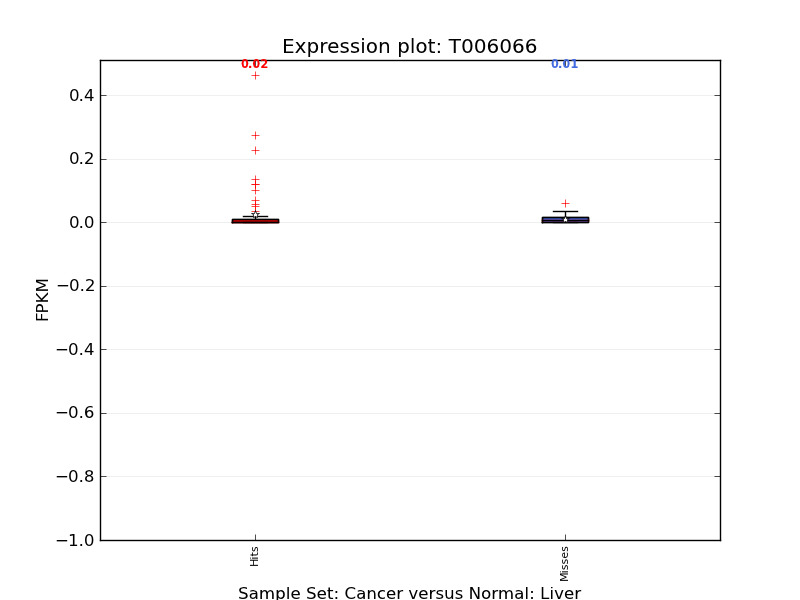 Expression plot: T006066
0.02
0.01
0.4
0.2
0.0
−0.2
−0.4
−0.6
−0.8
−1.0
FPKM
Hits
Misses
Sample Set: Cancer versus Normal: Liver